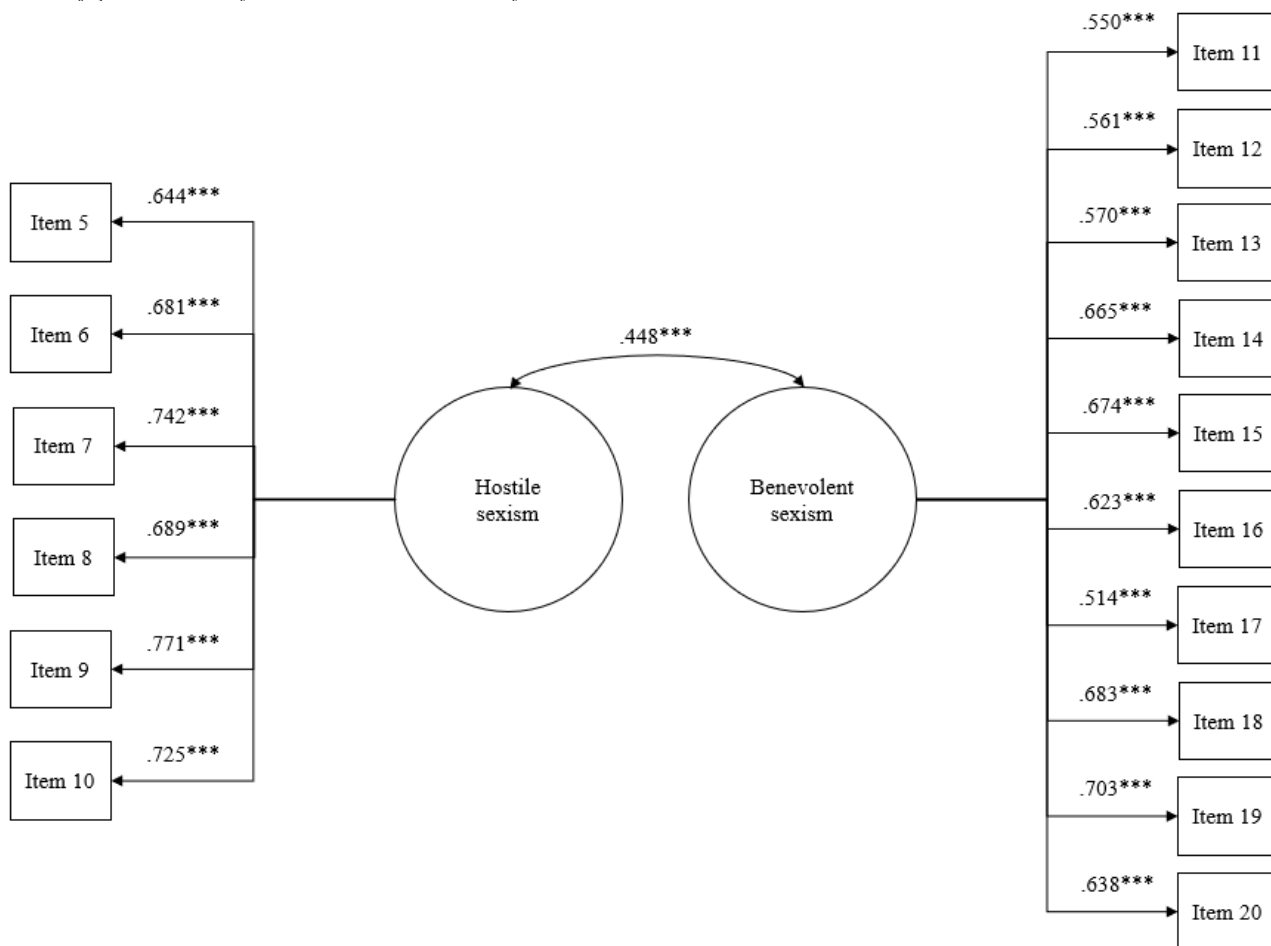 .644***
Item 5
.681***
Item 6
.742***
Item 7
.689***
Item 8
.771***
Item 9
.725***
Item 10
.448***
Hostile
sexism
Benevolent
sexism
.550***
Item 11
.561***
Item 12
.570***
Item 13
.665***
Item 14
.674***
Item 15
.623***
Item 16
.514***
Item 17
.683***
Item 18
.703***
Item 19
.638***
Item 20